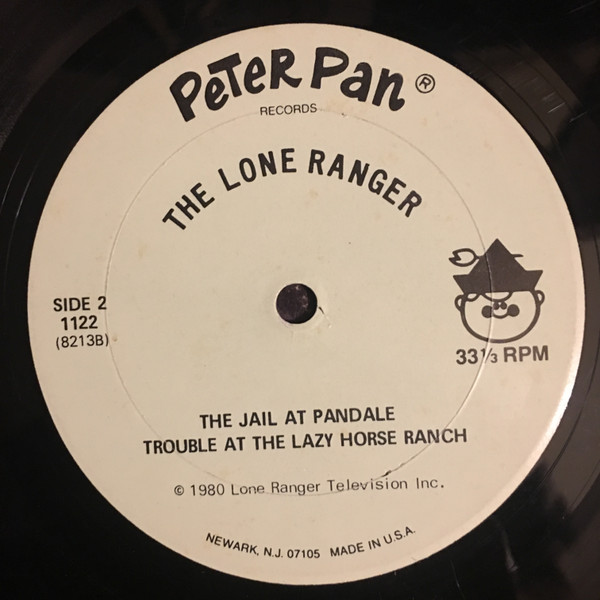 Peter Pan ®
RECORDS
THE LONE RANGER
SIDE 2
1122
(8213B)
33⅓ RPM
THE JAIL AT PANDALE
TROUBLE AT THE LAZY HORSE RANCH
© 1980 Lone Ranger Television Inc.
NEWARK, N.J. 07105 MADE IN U.S.A.